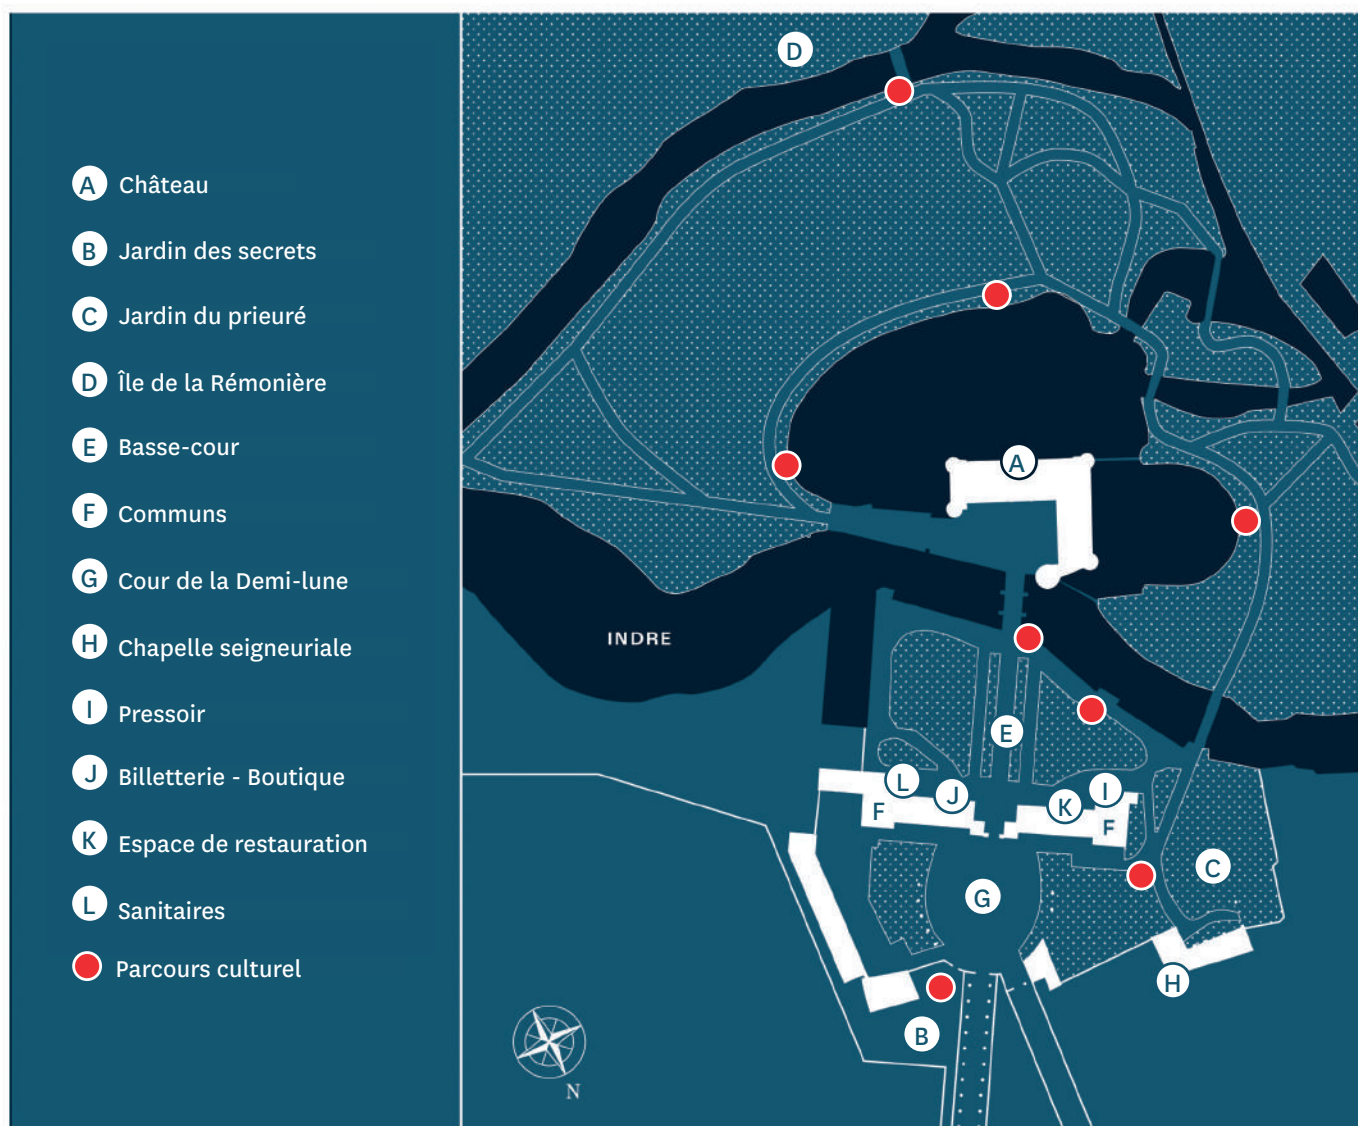 A Château
B Jardin des secrets
C Jardin du prieuré
D Île de la Rémonière
E Basse-cour
F Communs
G Cour de la Demi-lune
H Chapelle seigneuriale
I Pressoir
J Billetterie - Boutique
K Espace de restauration
L Sanitaires
Parcours culturel
D
A
INDRE
E
L
J
I
K
F
F
C
G
H
B
N